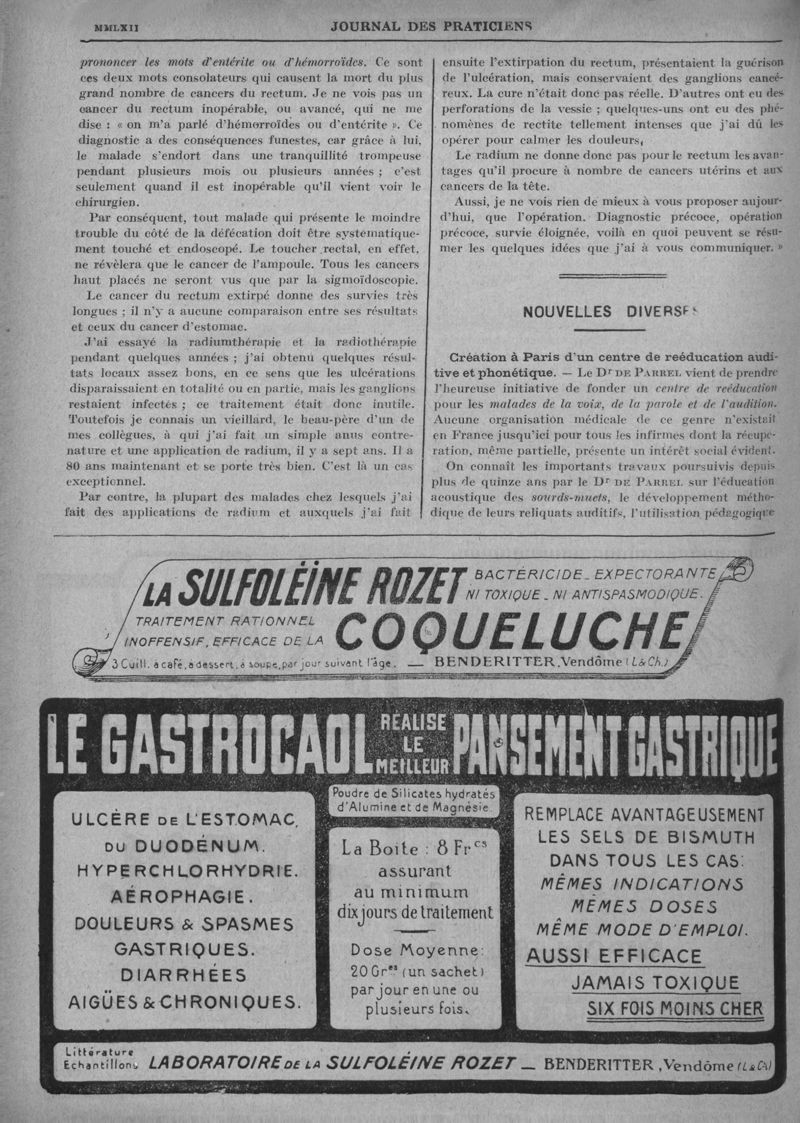 MMLXII
JOURNAL DES PRATICIENS
prononcer les mots d'entérite ou d'hémorroïdes. Ce sont
ces deux mots consolateurs qui causent la mort du plus
grand nombre de cancers du rectum. Je ne vois pas un
cancer du rectum inopérable, ou avancé, qui ne me
dise : « on m'a parlé d'hémorroïdes ou d'entérite ». Ce
diagnostic a des conséquences funestes, car grâce à lui,
le malade s'endort dans une tranquillité trompeuse
pendant plusieurs mois ou plusieurs années ; c'est
seulement quand il est inopérable qu'il vient voir le
chirurgien.
Par conséquent, tout malade qui présente le moindre
trouble du côté de la défécation doit être systématique-
ment touché et endoscopé. Le toucher rectal, en effet,
ne révèlera que le cancer de l'ampoule. Tous les cancers
haut placés ne seront vus que par la sigmoïdoscopie.
Le cancer du rectum extirpé donne des survies très
longues ; il n'y a aucune comparaison entre ses résultats
et ceux du cancer d'estomac.
J'ai essayé la radiumthérapie et la radiothérapie
pendant quelques années ; j'ai obtenu quelques résul-
tats locaux assez bons, en ce sens que les ulcérations
disparaissaient en totalité ou en partie, mais les ganglions
restaient infectés ; ce traitement était donc inutile.
Toutefois je connais un vieillard, le beau-père d'un de
mes collègues, à qui j'ai fait un simple anus contre-
nature et une application de radium, il y a sept ans. Il a
80 ans maintenant et se porte très bien. C'est là un cas
exceptionnel.
Par contre, la plupart des malades chez lesquels j'ai
fait des applications de radium et auxquels j'ai fait
ensuite l'extirpation du rectum, présentaient la guérison
de l'ulcération, mais conservaient des ganglions cancé-
reux. La cure n'était donc pas réelle. D'autres ont eu des
perforations de la vessie ; quelques-uns ont eu des phé-
nomènes de rectite tellement intenses que j'ai dû les
opérer pour calmer les douleurs,
Le radium ne donne donc pas pour le rectum les avan-
tages qu'il procure à nombre de cancers utérins et aux
cancers de la tête.
Aussi, je ne vois rien de mieux à vous proposer aujour-
d'hui, que l'opération. Diagnostic précoce, opération
précoce, survie éloignée, voilà en quoi peuvent se résu-
mer les quelques idées que j'ai à vous communiquer. »
NOUVELLES DIVERSES
Création à Paris d'un centre de reéducation audi-
tive et phonétique. — Le Dr DE PARREL vient de prendre
l'heureuse initiative de fonder un centre de reéducation
pour les malades de la voix, de la parole et de l'audition.
Aucune organisation médicale de ce genre n'existait
en France jusqu'ici pour tous les infirmes dont la récupé-
ration, même partielle, présente un intérêt social évident.
On connaît les importants travaux poursuivis depuis
plus de quinze ans par le Dr DE PARREL sur l'éducation
acoustique des sourds-muets, le développement métho-
dique de leurs reliquats auditifs, l'utilisation pédagogique
LA SULFOLÉINE ROZET
BACTÉRICIDE_EXPECTORANTE
NI TOXIQUE_NI ANTISPASMODIQUE.
TRAITEMENT RATIONNEL
INOFFENSIF, EFFICACE DE LA
COQUELUCHE
3 Cuill. à café, à dessert, à soupe, par jour suivant l'âge. — BENDERITTER, Vendôme (L&Ch.)
LE GASTROCAOL RÉALISE LE MEILLEUR PANSEMENT GASTRIQUE
ULCÈRE DE L'ESTOMAC,
DU DUODÉNUM.
HYPERCHLORHYDRIE.
AÉROPHAGIE.
DOULEURS & SPASMES
GASTRIQUES.
DIARRHÉES
AIGÜES & CHRONIQUES.
Poudre de Silicates hydratés
d'Alumine et de Magnésie
La Boite : 8 Frcs
assurant
au minimum
dix jours de traitement
Dose Moyenne:
20 Gres (un sachet)
par jour en une ou
plusieurs fois.
REMPLACE AVANTAGEUSEMENT
LES SELS DE BISMUTH
DANS TOUS LES CAS:
MÊMES INDICATIONS
MÊMES DOSES
MÊME MODE D'EMPLOI.
AUSSI EFFICACE
JAMAIS TOXIQUE
SIX FOIS MOINS CHER
Littérature
Echantillons
LABORATOIRE DE LA SULFOLÉINE ROZET — BENDERITTER, Vendôme (L&Ch)